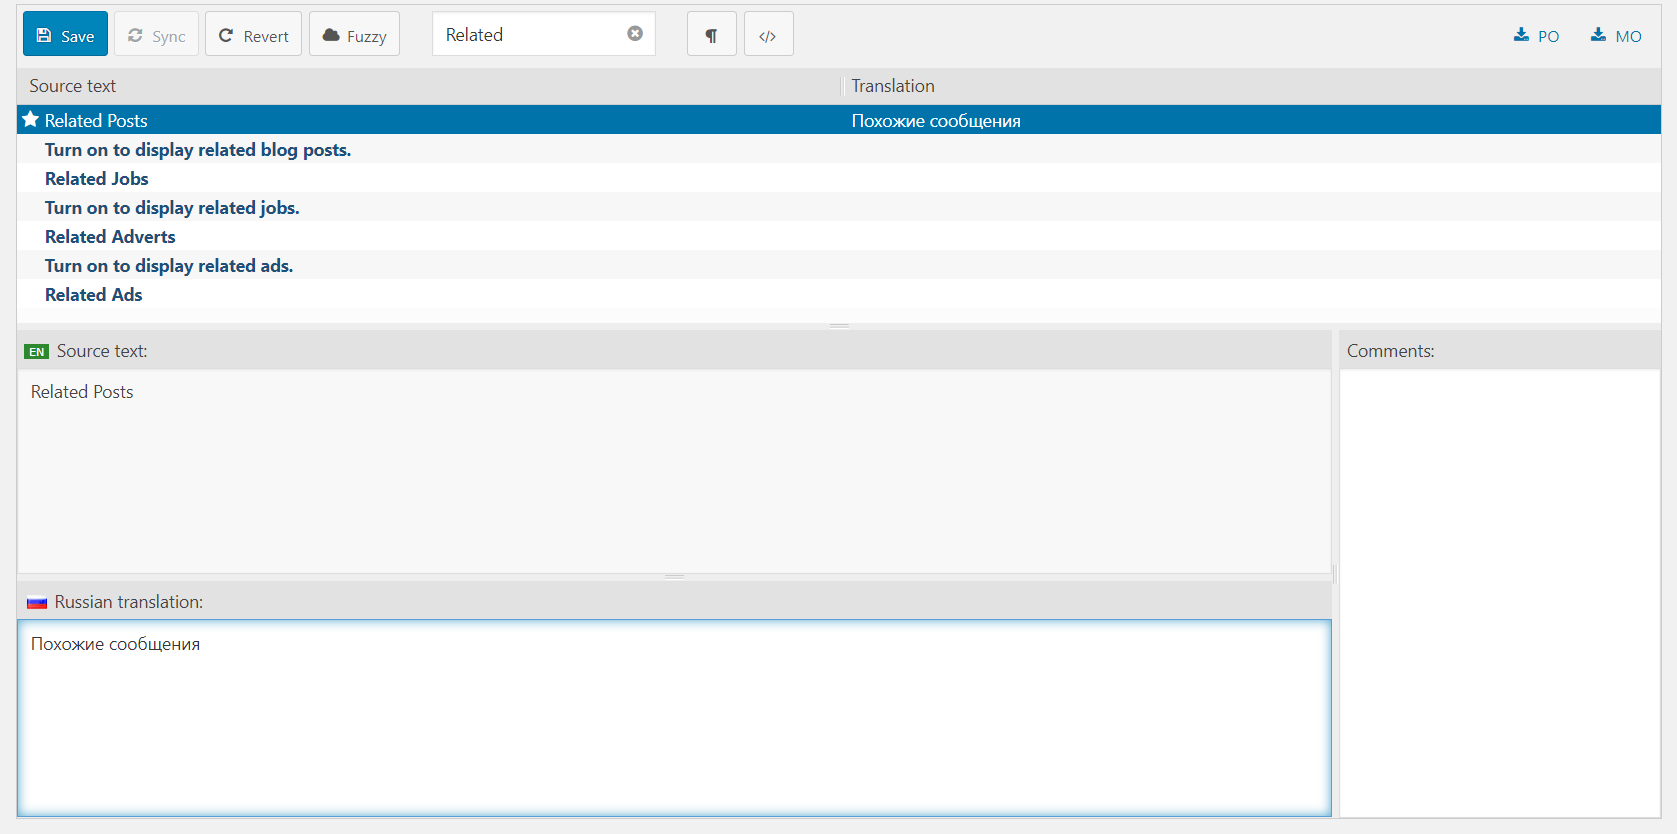 Save Sync Revert Fuzzy Related ¶ </> PO MO
Source text Translation
Related Posts Похожие сообщения
Turn on to display related blog posts.
Related Jobs
Turn on to display related jobs.
Related Adverts
Turn on to display related ads.
Related Ads
EN Source text:
Related Posts
Comments:
Russian translation:
Похожие сообщения